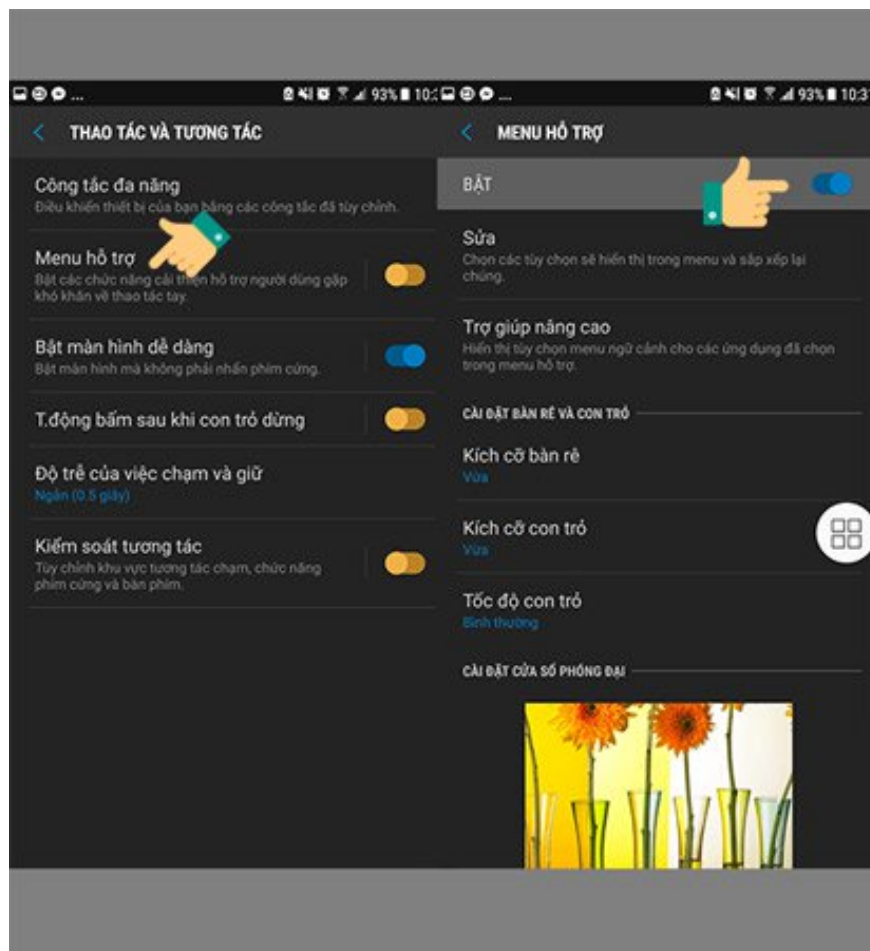 ... 93% 10:
THAO TÁC VÀ TƯƠNG TÁC
Công tắc đa năng
Điều khiển thiết bị của bạn bằng các công tắc đã tùy chỉnh.
Menu hỗ trợ
Bật các chức năng cải thiện hỗ trợ người dùng gặp
khó khăn về thao tác tay.
Bật màn hình dễ dàng
Bật màn hình mà không phải nhấn phím cứng.
T.động bấm sau khi con trỏ dừng
Độ trễ của việc chạm và giữ
Ngắn (0.5 giây)
Kiểm soát tương tác
Tùy chỉnh khu vực tương tác chạm, chức năng
phím cứng và bàn phím.
... 93% 10:3
MENU HỖ TRỢ
BẬT
Sửa
Chọn các tùy chọn sẽ hiển thị trong menu và sắp xếp lại
chúng.
Trợ giúp nâng cao
Hiển thị tùy chọn menu ngữ cảnh cho các ứng dụng đã chọn
trong menu hỗ trợ.
CÀI ĐẶT BÀN RÊ VÀ CON TRỎ
Kích cỡ bàn rê
Vừa
Kích cỡ con trỏ
Vừa
Tốc độ con trỏ
Bình thường
CÀI ĐẶT CỬA SỔ PHÓNG ĐẠI